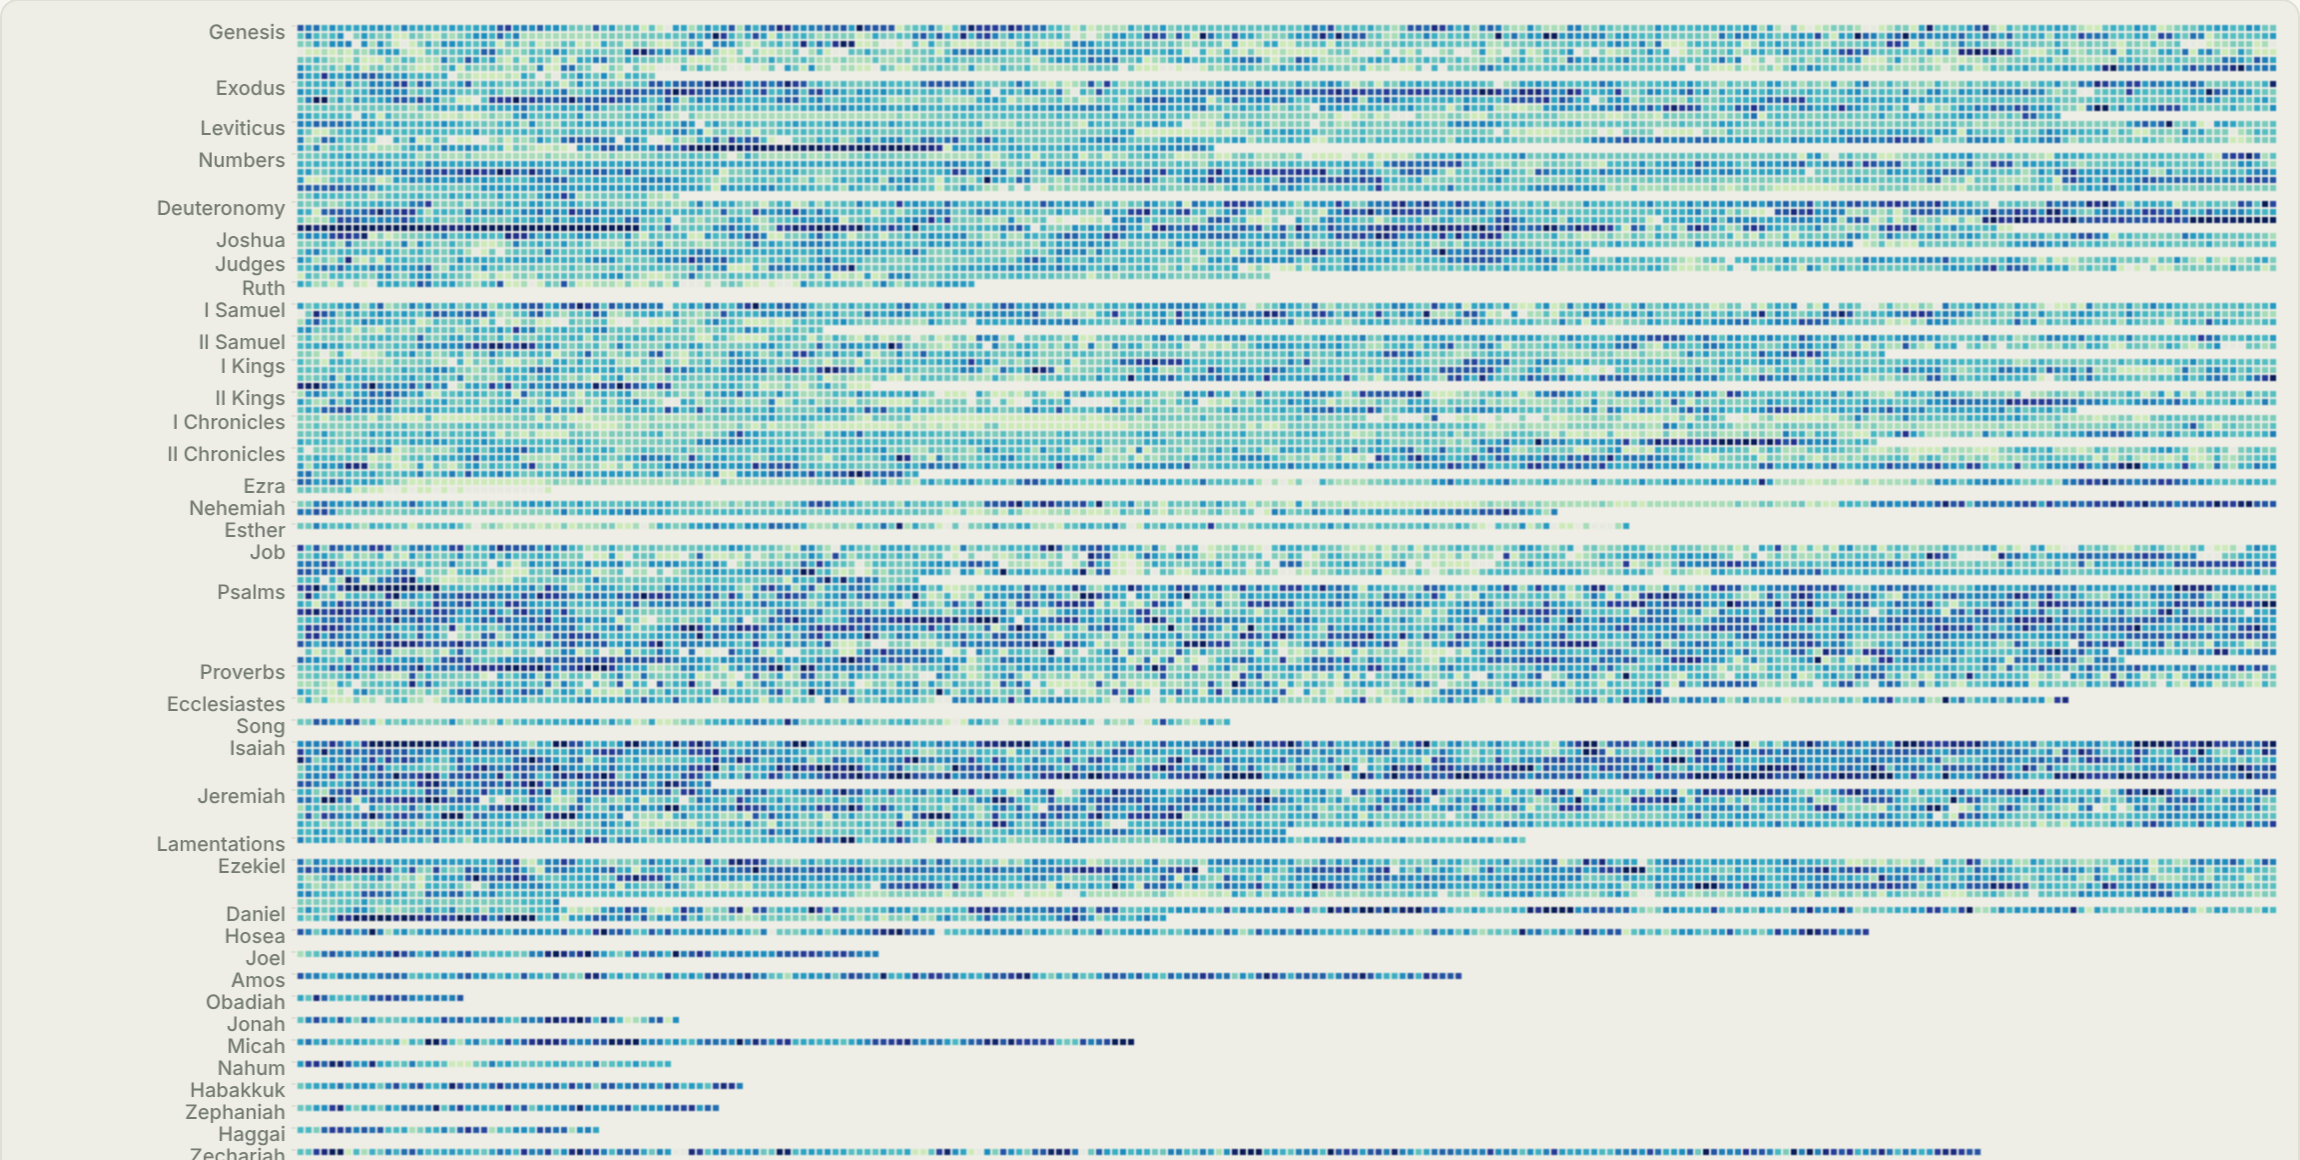 Genesis
Exodus
Leviticus
Numbers
Deuteronomy
Joshua
Judges
Ruth
I Samuel
II Samuel
I Kings
II Kings
I Chronicles
II Chronicles
Ezra
Nehemiah
Esther
Job
Psalms
Proverbs
Ecclesiastes
Song
Isaiah
Jeremiah
Lamentations
Ezekiel
Daniel
Hosea
Joel
Amos
Obadiah
Jonah
Micah
Nahum
Habakkuk
Zephaniah
Haggai
Zechariah